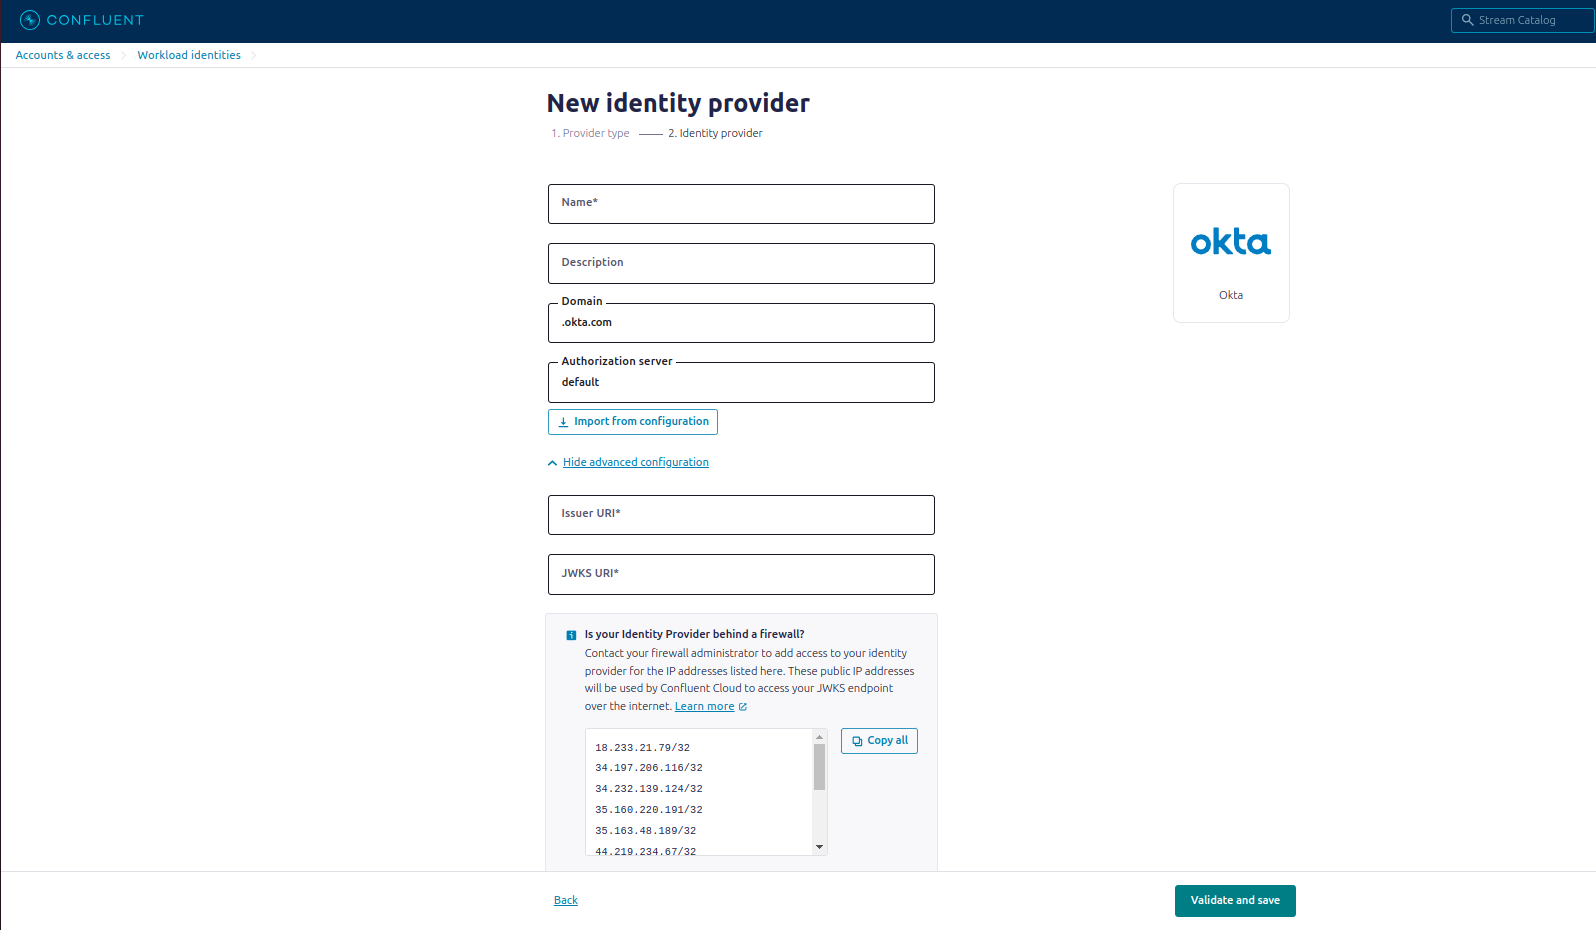 CONFLUENT
Stream Catalog
Accounts & access
Workload identities
New identity provider
1. Provider type
2. Identity provider
Name*
Description
Domain
.okta.com
Authorization server
default
Import from configuration
Hide advanced configuration
Issuer URI*
JWKS URI*
okta
Okta
Is your Identity Provider behind a firewall?
Contact your firewall administrator to add access to your identity
provider for the IP addresses listed here. These public IP addresses
will be used by Confluent Cloud to access your JWKS endpoint
over the internet. Learn more
18.233.21.79/32
34.197.206.116/32
34.232.139.124/32
35.160.220.191/32
35.163.48.189/32
44.219.234.67/32
Copy all
Back
Validate and save